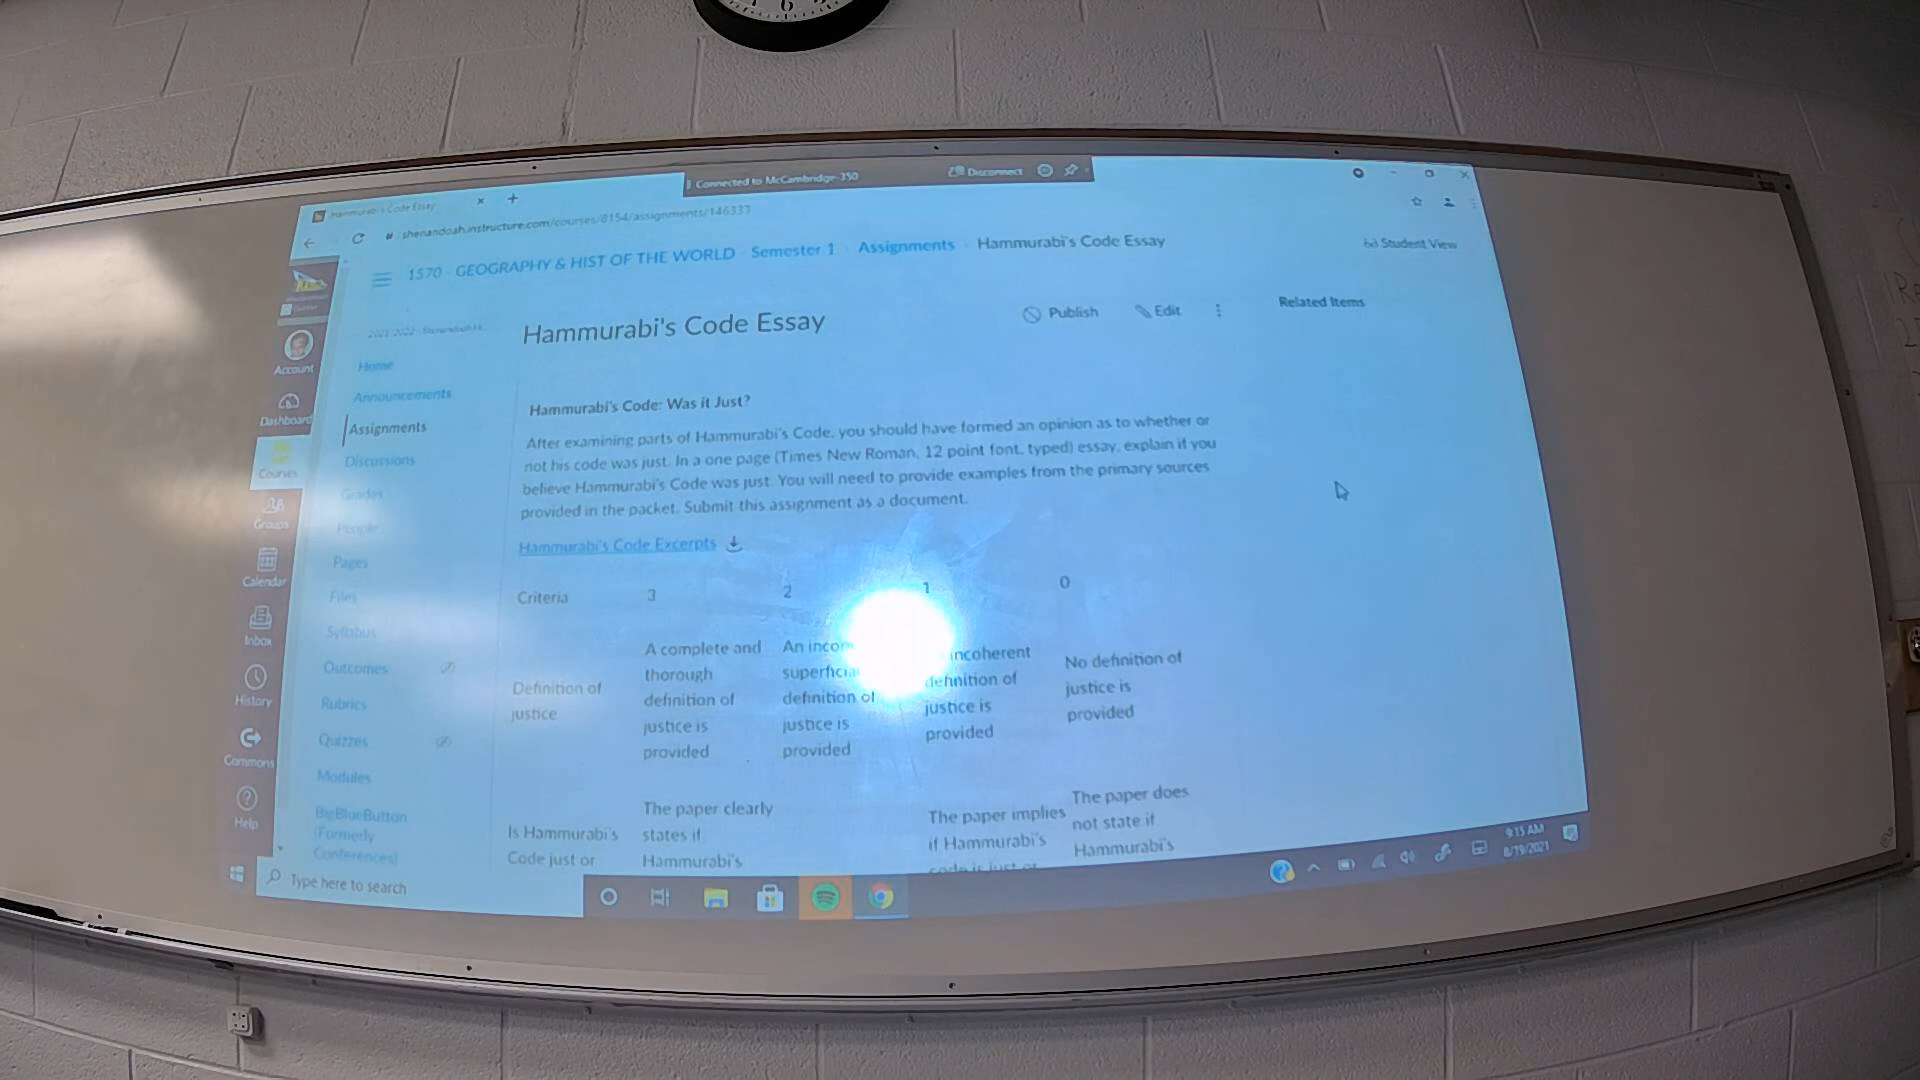 6
Connected to McCambridge-350
Disconnect
Hammurabi's Code Essay
shenandoah.instructure.com/courses/8154/assignments/146333
1570 GEOGRAPHY & HIST OF THE WORLD Semester 1 Assignments Hammurabi's Code Essay
Student View
Account
Dashboard
Courses
Groups
Calendar
Inbox
History
Commons
Help
Home
Announcements
Assignments
Discussions
Grades
People
Pages
Files
Syllabus
Outcomes
Rubrics
Quizzes
Modules
BigBlueButton
(Formerly
Conferences)
Hammurabi's Code Essay
Publish
Edit
Related Items
Hammurabi's Code: Was it Just?
After examining parts of Hammurabi's Code, you should have formed an opinion as to whether or
not his code was just. In a one page (Times New Roman, 12 point font, typed) essay, explain if you
believe Hammurabi's Code was just. You will need to provide examples from the primary sources
provided in the packet. Submit this assignment as a document.
Hammurabi's Code Excerpts
Criteria 3 2 1 0
Definition of
justice
A complete and
thorough
definition of
justice is
provided
An
definition of
justice is
provided
incoherent
definition of
justice is
provided
No definition of
justice is
provided
Is Hammurabi's
Code just or
The paper clearly
states if
Hammurabi's
The paper implies
if Hammurabi's
code is just or
The paper does
not state if
Hammurabi's
Type here to search
9:15 AM
8/19/2021